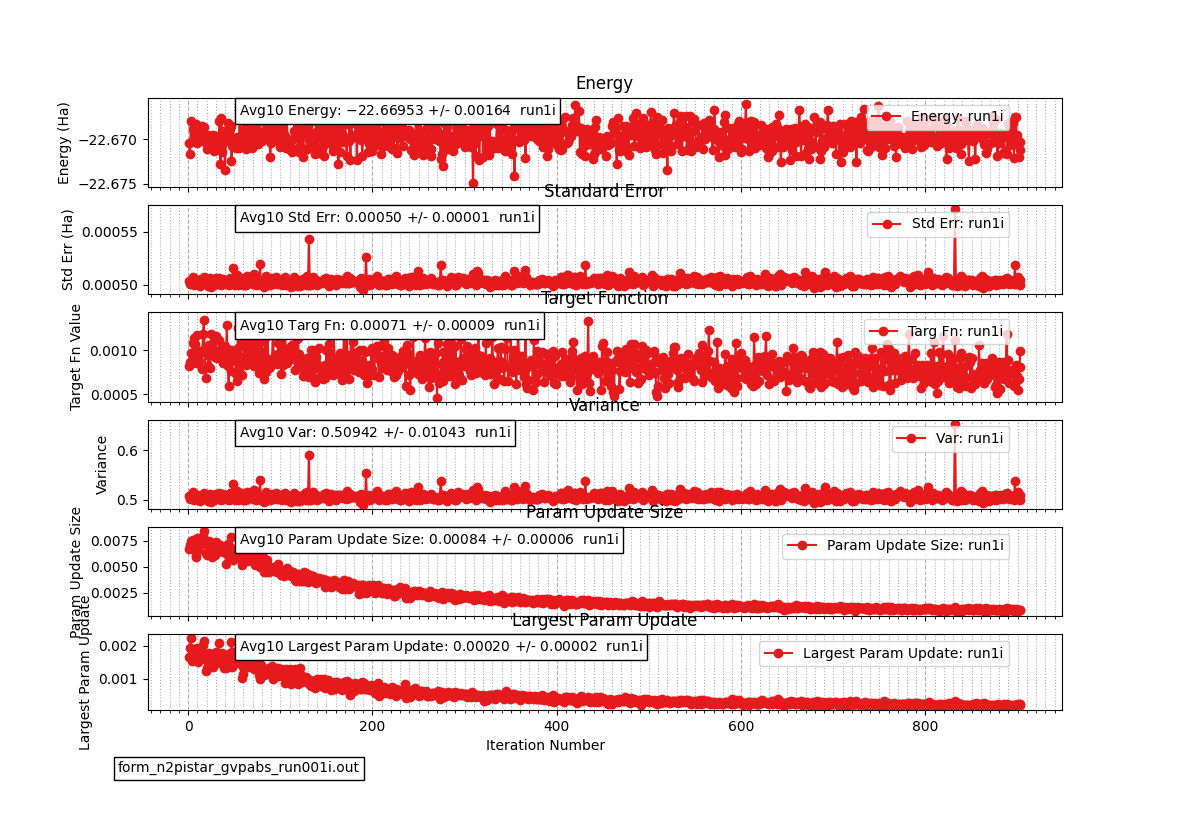 Energy
Energy (Ha)
−22.670
−22.675
Avg10 Energy: −22.66953 +/- 0.00164 run1i
Energy: run1i
Standard Error
Std Err (Ha)
0.00055
0.00050
Avg10 Std Err: 0.00050 +/- 0.00001 run1i
Std Err: run1i
Target Function
Target Fn Value
0.0010
0.0005
Avg10 Targ Fn: 0.00071 +/- 0.00009 run1i
Targ Fn: run1i
Variance
Variance
0.6
0.5
Avg10 Var: 0.50942 +/- 0.01043 run1i
Var: run1i
Param Update Size
Param Update Size
0.0075
0.0050
0.0025
Avg10 Param Update Size: 0.00084 +/- 0.00006 run1i
Param Update Size: run1i
Largest Param Update
Largest Param Update
0.002
0.001
Avg10 Largest Param Update: 0.00020 +/- 0.00002 run1i
Largest Param Update: run1i
0 200 400 600 800
Iteration Number
form_n2pistar_gvpabs_run001i.out